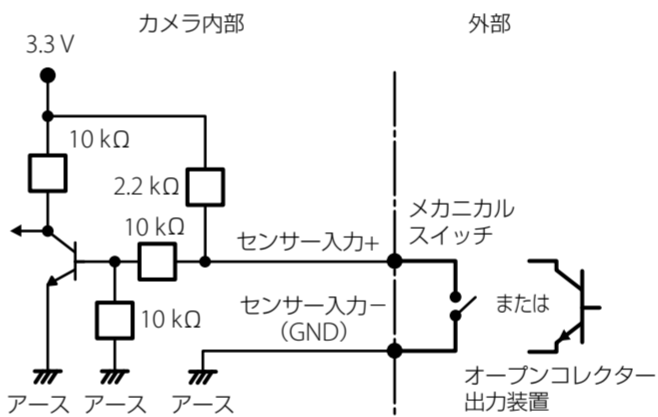 カメラ内部
外部
3.3 V
10 kΩ
2.2 kΩ
10 kΩ
センサー入力+
メカニカル
スイッチ
10 kΩ
センサー入力−
（GND）
または
アース
アース
アース
オープンコレクター
出力装置